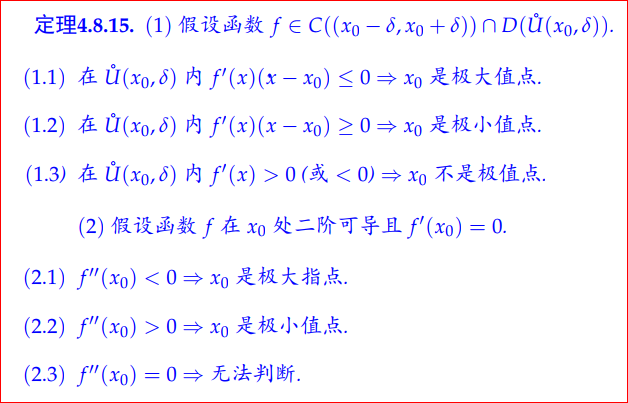 定理4.8.15. (1) 假设函数 f ∈ C((x₀ − δ, x₀ + δ)) ∩ D(Ů(x₀, δ)).
(1.1) 在 Ů(x₀, δ) 内 f′(x)(x − x₀) ≤ 0 ⇒ x₀ 是极大值点.
(1.2) 在 Ů(x₀, δ) 内 f′(x)(x − x₀) ≥ 0 ⇒ x₀ 是极小值点.
(1.3) 在 Ů(x₀, δ) 内 f′(x) > 0 (或 < 0) ⇒ x₀ 不是极值点.
(2) 假设函数 f 在 x₀ 处二阶可导且 f′(x₀) = 0.
(2.1) f″(x₀) < 0 ⇒ x₀ 是极大指点.
(2.2) f″(x₀) > 0 ⇒ x₀ 是极小值点.
(2.3) f″(x₀) = 0 ⇒ 无法判断.